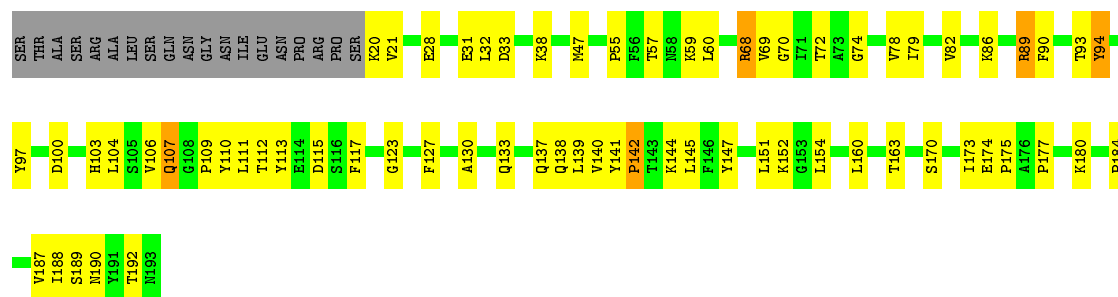 SER THR ALA SER ARG ALA LEU SER GLN ASN GLY ASN ILE GLU ASN PRO ARG PRO SER K20 V21 E28 E31 L32 D33 K38 M47 P55 F56 T57 N58 K59 L60 R68 V69 G70 I71 T72 A73 G74 V78 I79 V82 K86 R89 F90 T93 Y94
Y97 D100 H103 L104 S105 V106 Q107 G108 P109 Y110 L111 T112 Y113 E114 D115 S116 F117 G123 F127 A130 Q133 Q137 Q138 L139 V140 Y141 P142 T143 K144 L145 F146 Y147 L151 K152 G153 L154 L160 T163 S170 I173 E174 P175 A176 P177 K180
V187 I188 S189 N190 Y191 T192 N193